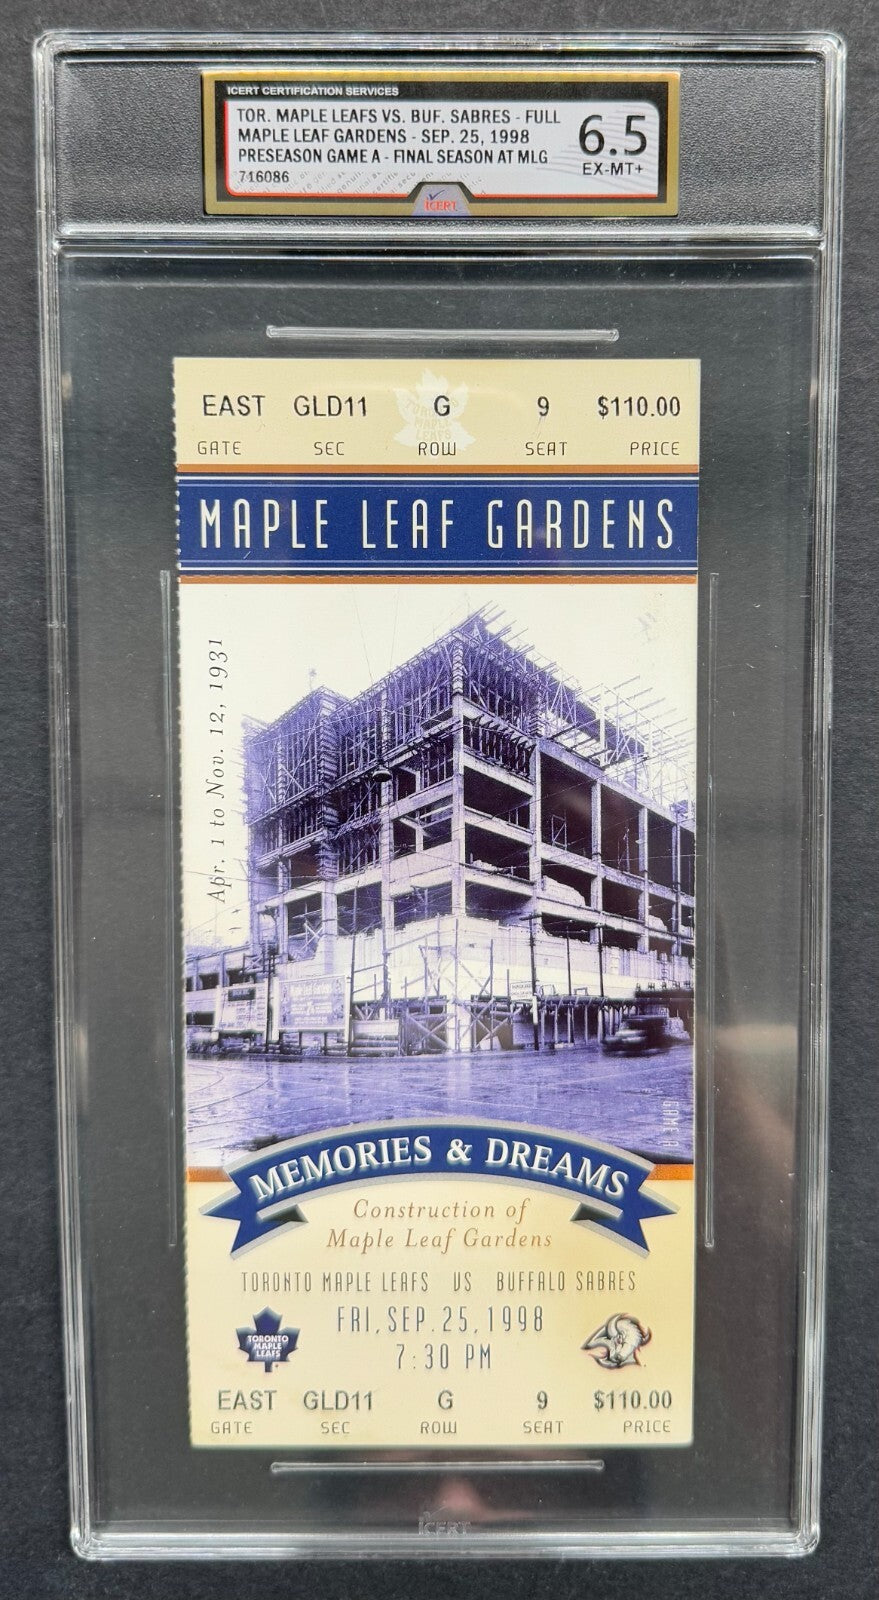 ICERT CERTIFICATION SERVICES
TOR. MAPLE LEAFS VS. BUF. SABRES - FULL
MAPLE LEAF GARDENS - SEP. 25, 1998
PRESEASON GAME A - FINAL SEASON AT MLG
716086
6.5
EX-MT+
ICERT
EAST GLD11 G 9 $110.00
GATE SEC ROW SEAT PRICE
TORONTO
MAPLE
LEAFS
MAPLE LEAF GARDENS
Apr. 1 to Nov. 12, 1931
GAME A
MEMORIES & DREAMS
Construction of
Maple Leaf Gardens
TORONTO MAPLE LEAFS VS BUFFALO SABRES
FRI, SEP. 25, 1998
7:30 PM
TORONTO
MAPLE
LEAFS
EAST GLD11 G 9 $110.00
GATE SEC ROW SEAT PRICE
ICERT